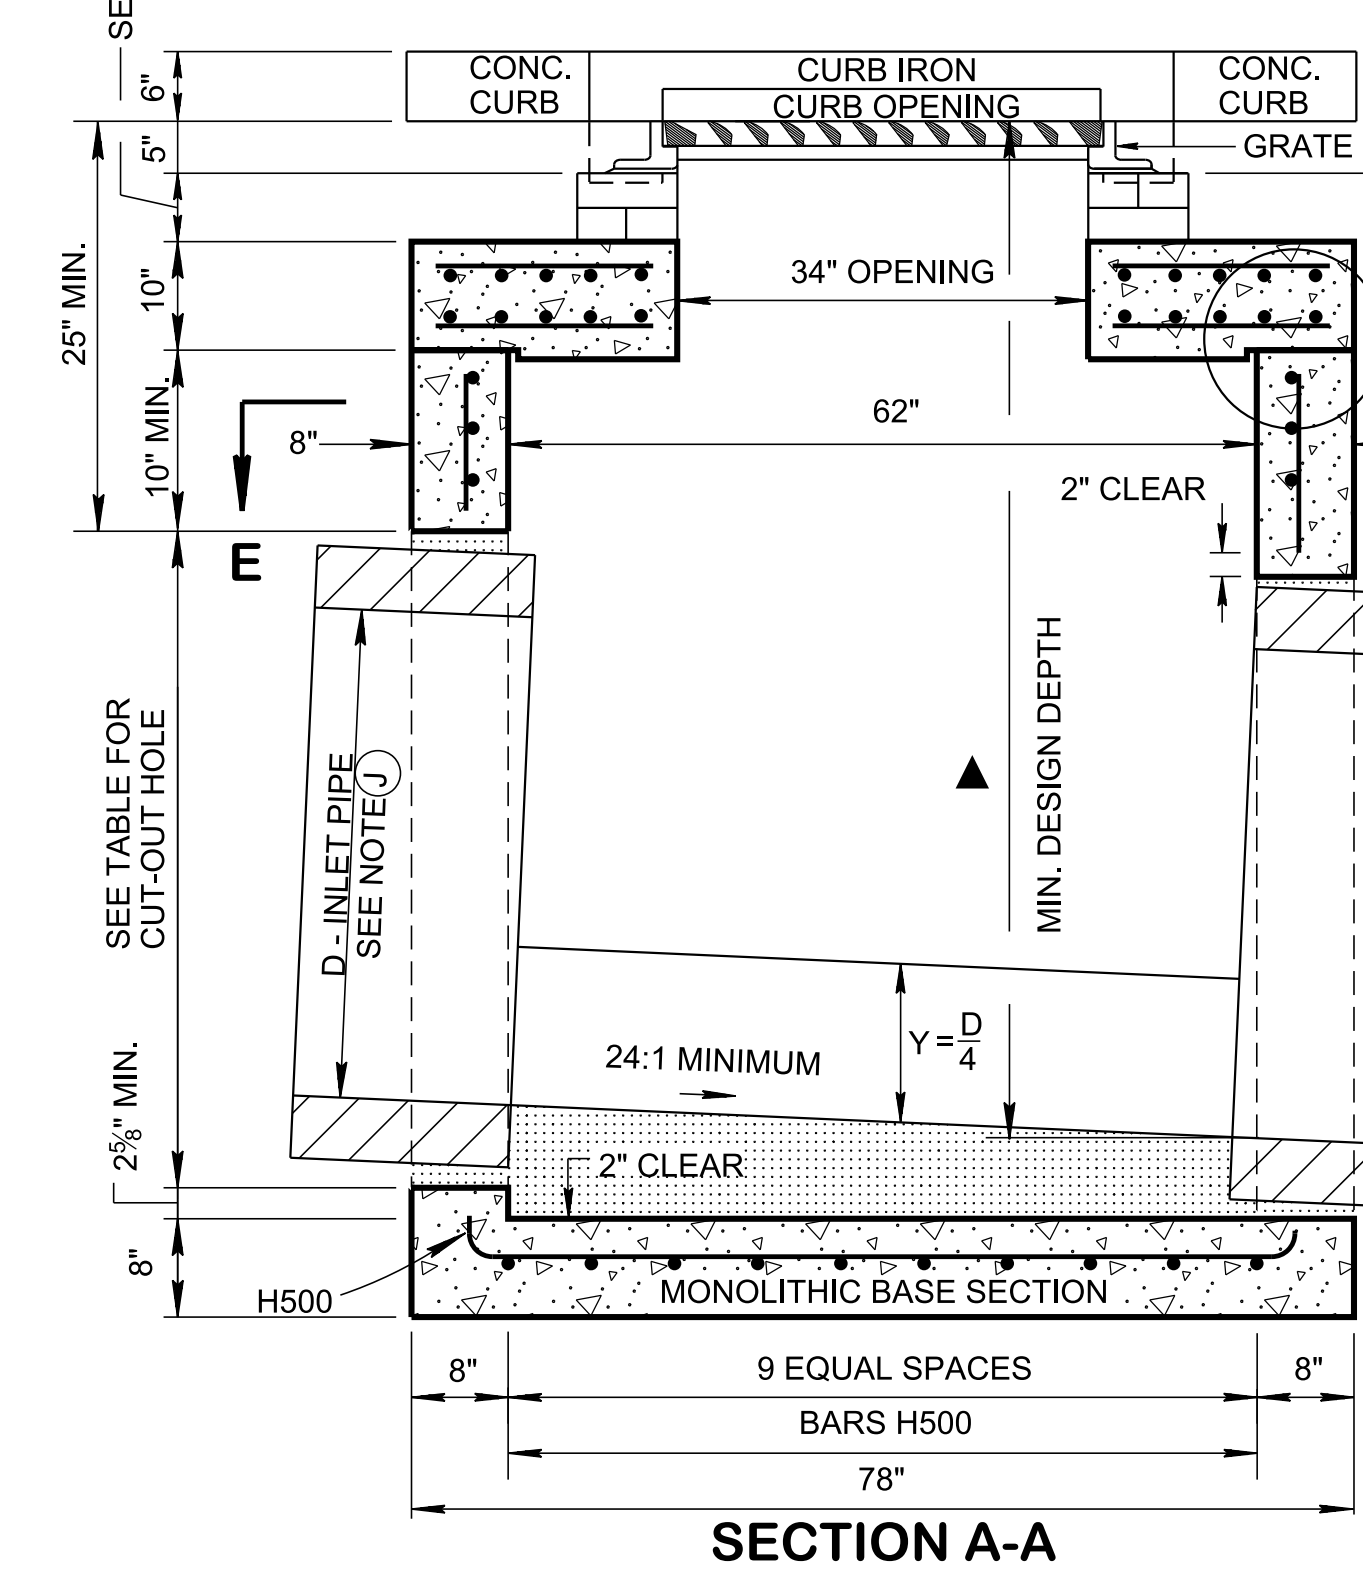 SE
CONC.
CURB
CURB IRON
CURB OPENING
CONC.
CURB
6"
5"
GRATE
25" MIN.
10"
34" OPENING
10" MIN.
8"
62"
2" CLEAR
E
SEE TABLE FOR
CUT-OUT HOLE
D - INLET PIPE
SEE NOTE J
MIN. DESIGN DEPTH
Y = D/4
24:1 MINIMUM
2 5/8" MIN.
2" CLEAR
8"
H500
MONOLITHIC BASE SECTION
8"
9 EQUAL SPACES
8"
BARS H500
78"
SECTION A-A